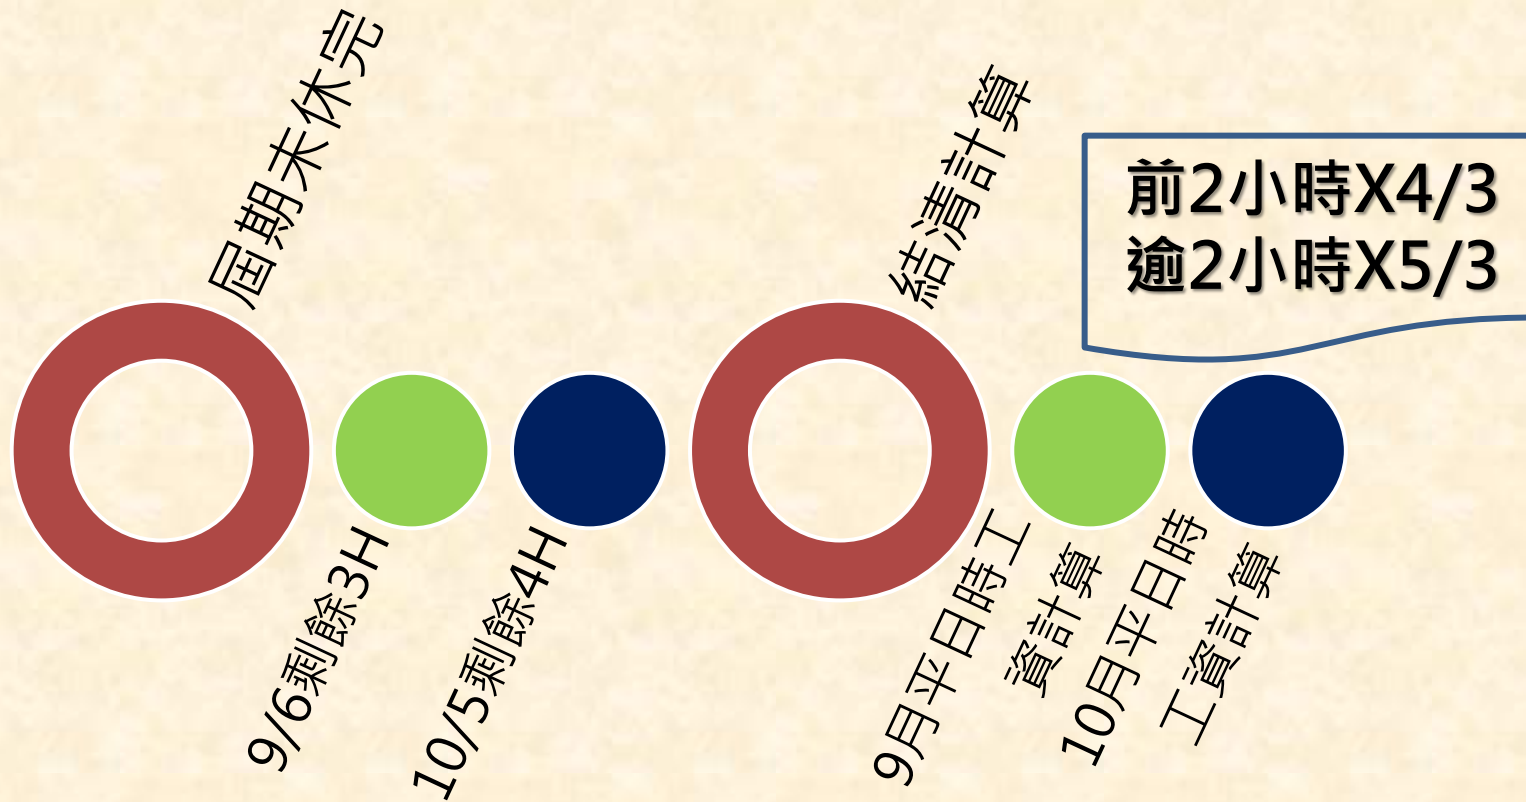 屆期未休完
9/6剩餘3H
10/5剩餘4H
結清計算
9月平日時工
資計算
10月平日時
工資計算
前2小時X4/3
逾2小時X5/3